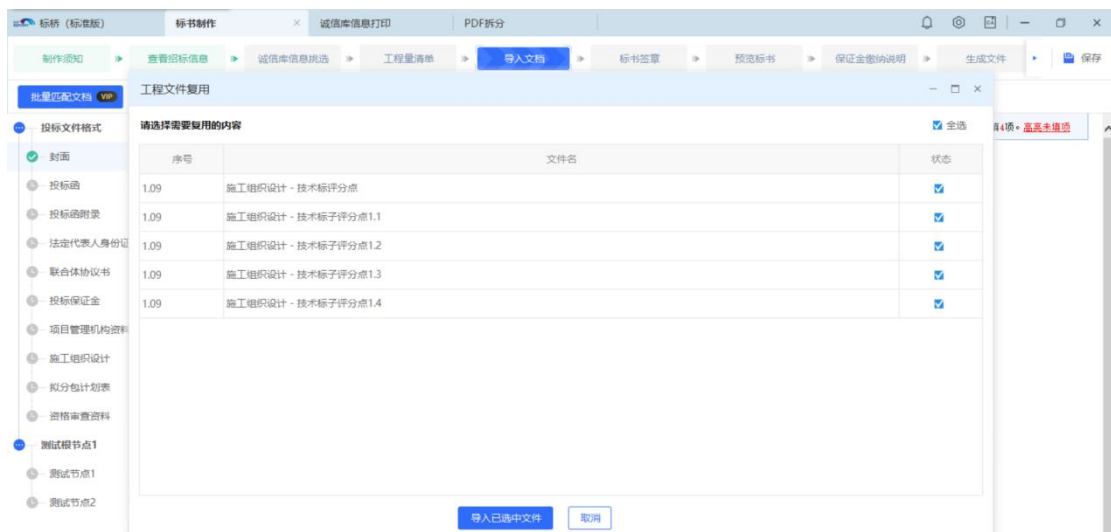 标桥（标准版） 标书制作 诚信库信息打印 PDF拆分
制作须知 查看招标信息 诚信库信息挑选 工程量清单 导入文档 标书签章 预览标书 保证金缴纳说明 生成文件 保存
批量匹配文档 VIP 工程文件复用
投标文件格式 请选择需要复用的内容 全选 填4项。高亮未填项
封面 序号 文件名 状态
投标函 1.09 施工组织设计 - 技术标评分点
投标函附录 1.09 施工组织设计 - 技术标子评分点1.1
法定代表人身份证 1.09 施工组织设计 - 技术标子评分点1.2
联合体协议书 1.09 施工组织设计 - 技术标子评分点1.3
投标保证金 1.09 施工组织设计 - 技术标子评分点1.4
项目管理机构资料
施工组织设计
拟分包计划表
资格审查资料
测试根节点1
测试节点1
测试节点2
导入已选中文件 取消